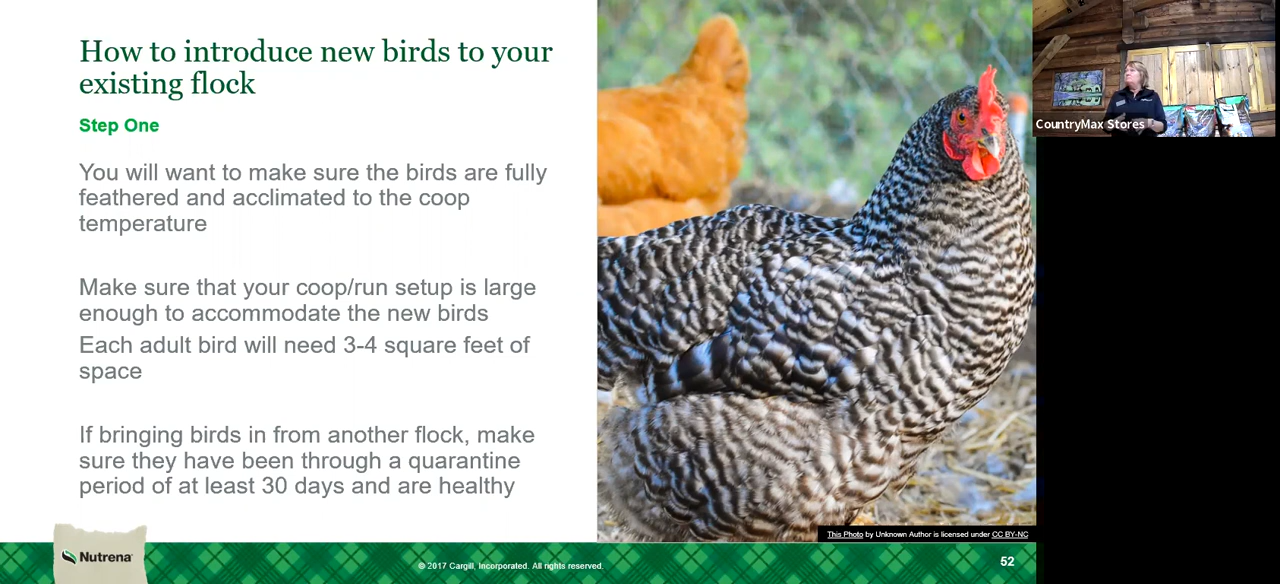 How to introduce new birds to your
existing flock
Step One
You will want to make sure the birds are fully
feathered and acclimated to the coop
temperature
Make sure that your coop/run setup is large
enough to accommodate the new birds
Each adult bird will need 3-4 square feet of
space
If bringing birds in from another flock, make
sure they have been through a quarantine
period of at least 30 days and are healthy
This Photo by Unknown Author is licensed under CC BY-NC
Nutrena
© 2017 Cargill, Incorporated. All rights reserved.
52
CountryMax Stores